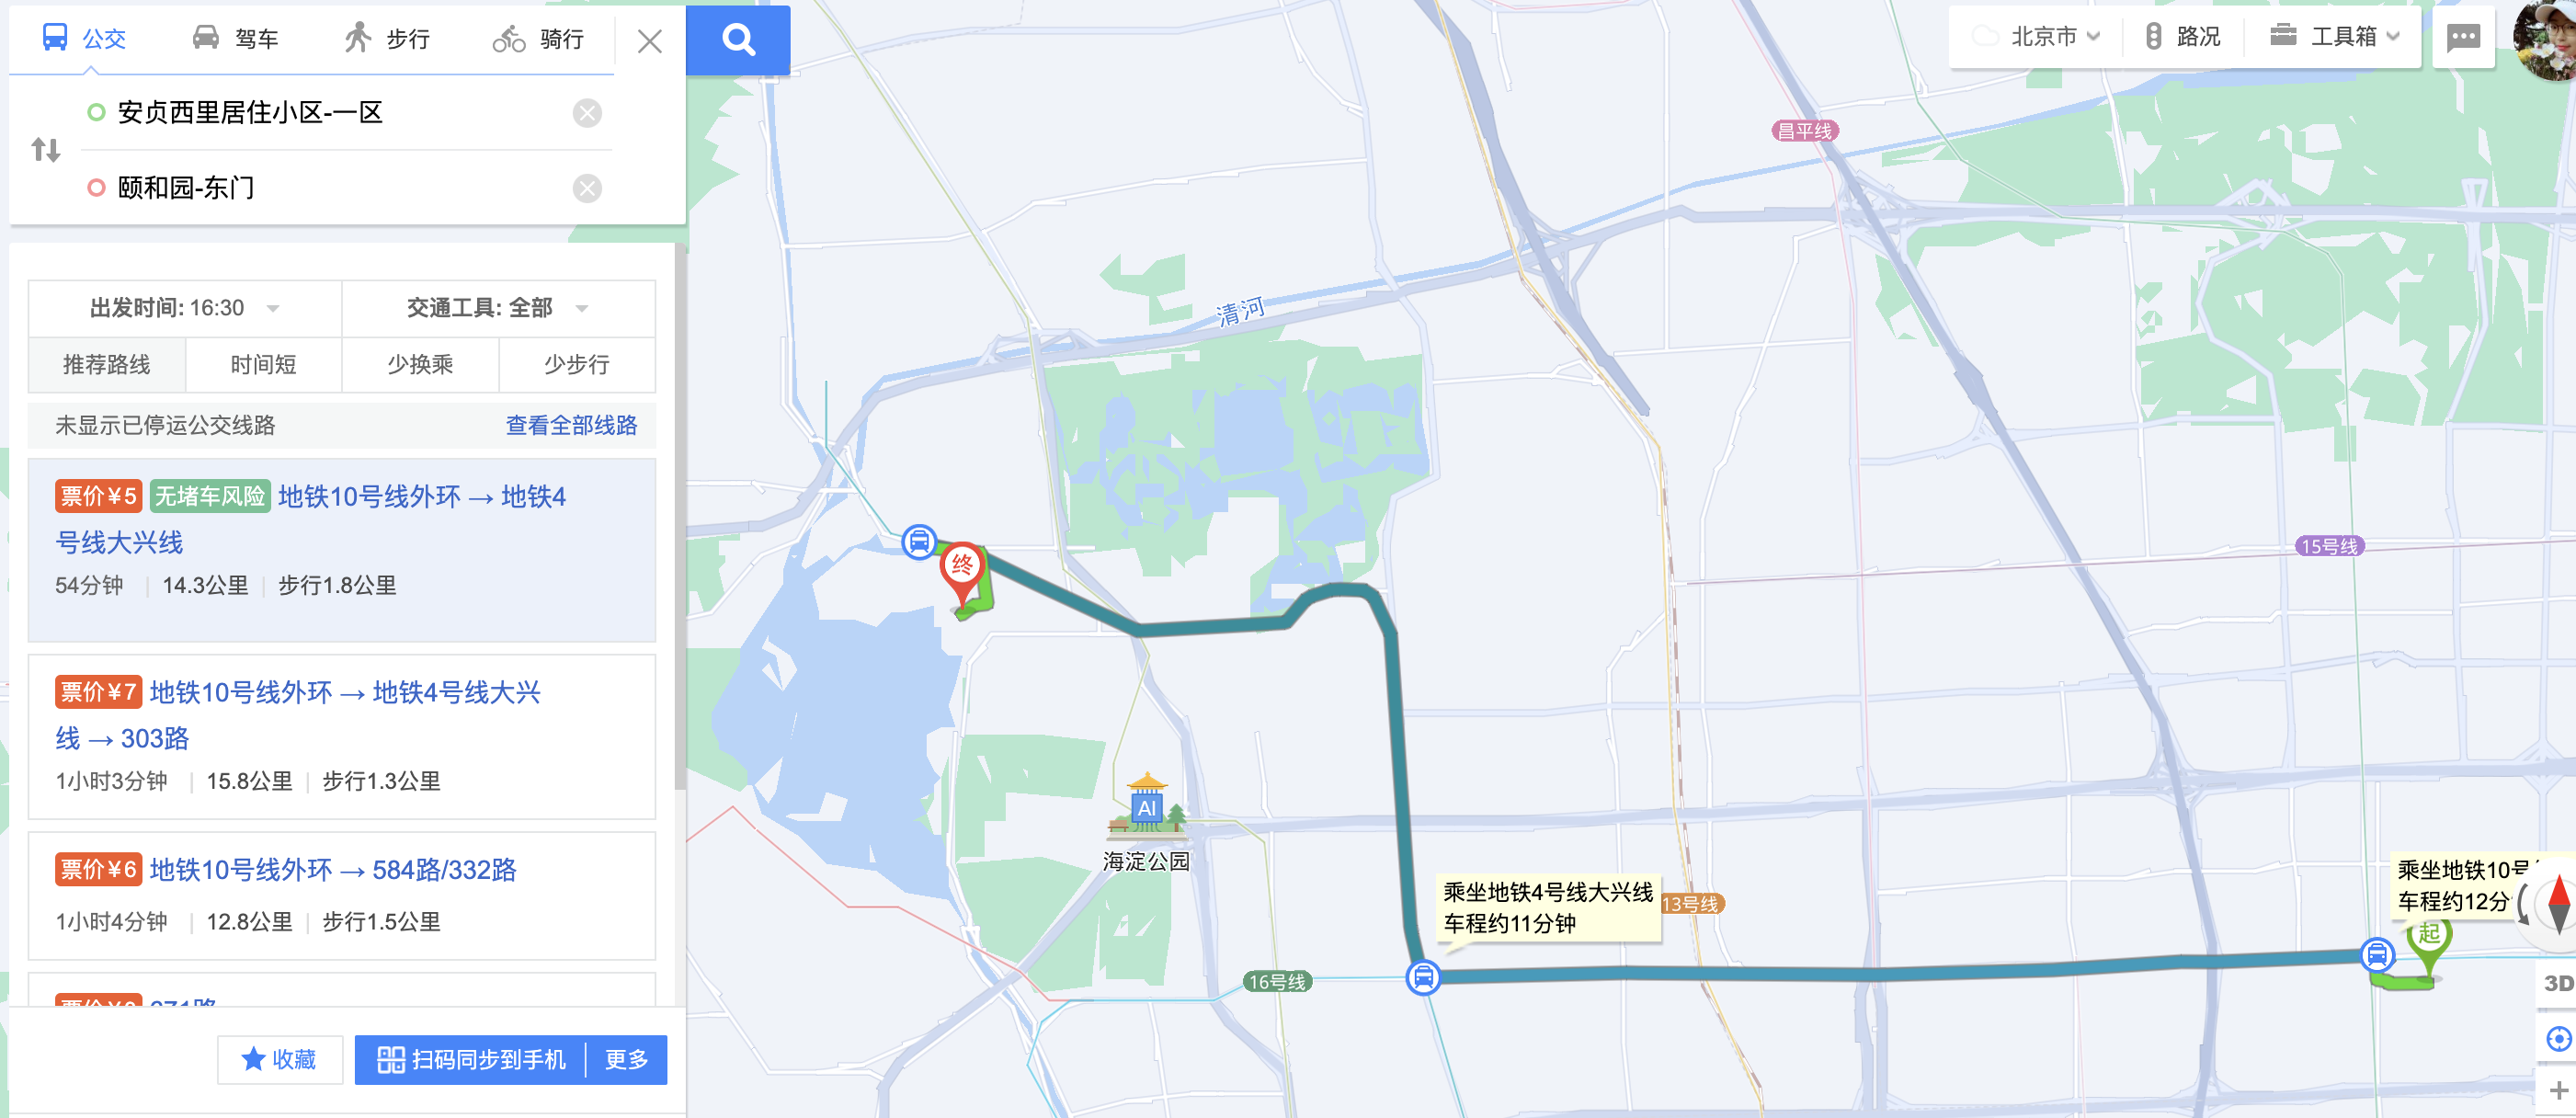 公交
驾车
步行
骑行
安贞西里居住小区-一区
颐和园-东门
出发时间: 16:30
交通工具: 全部
推荐路线
时间短
少换乘
少步行
未显示已停运公交线路
查看全部线路
票价¥5 无堵车风险 地铁10号线外环 → 地铁4
号线大兴线
54分钟 | 14.3公里 | 步行1.8公里
票价¥7 地铁10号线外环 → 地铁4号线大兴
线 → 303路
1小时3分钟 | 15.8公里 | 步行1.3公里
票价¥6 地铁10号线外环 → 584路/332路
1小时4分钟 | 12.8公里 | 步行1.5公里
收藏
扫码同步到手机
更多
北京市
路况
工具箱
昌平线
清河
15号线
终
AI
海淀公园
乘坐地铁4号线大兴线
车程约11分钟
13号线
16号线
乘坐地铁10号
车程约12分
起
3D